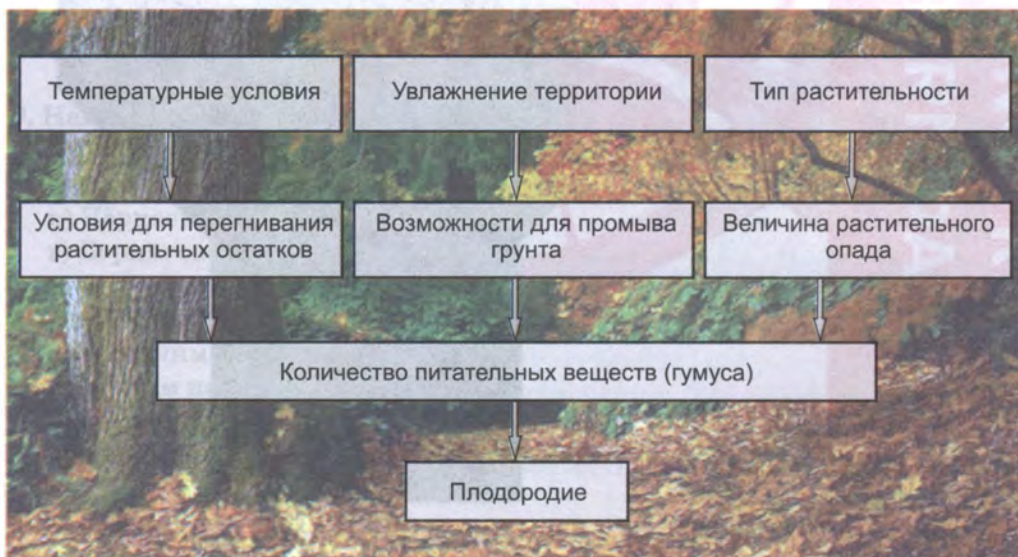 Температурные условия
Увлажнение территории
Тип растительности
Условия для перегнивания
растительных остатков
Возможности для промыва
грунта
Величина растительного
опада
Количество питательных веществ (гумуса)
Плодородие